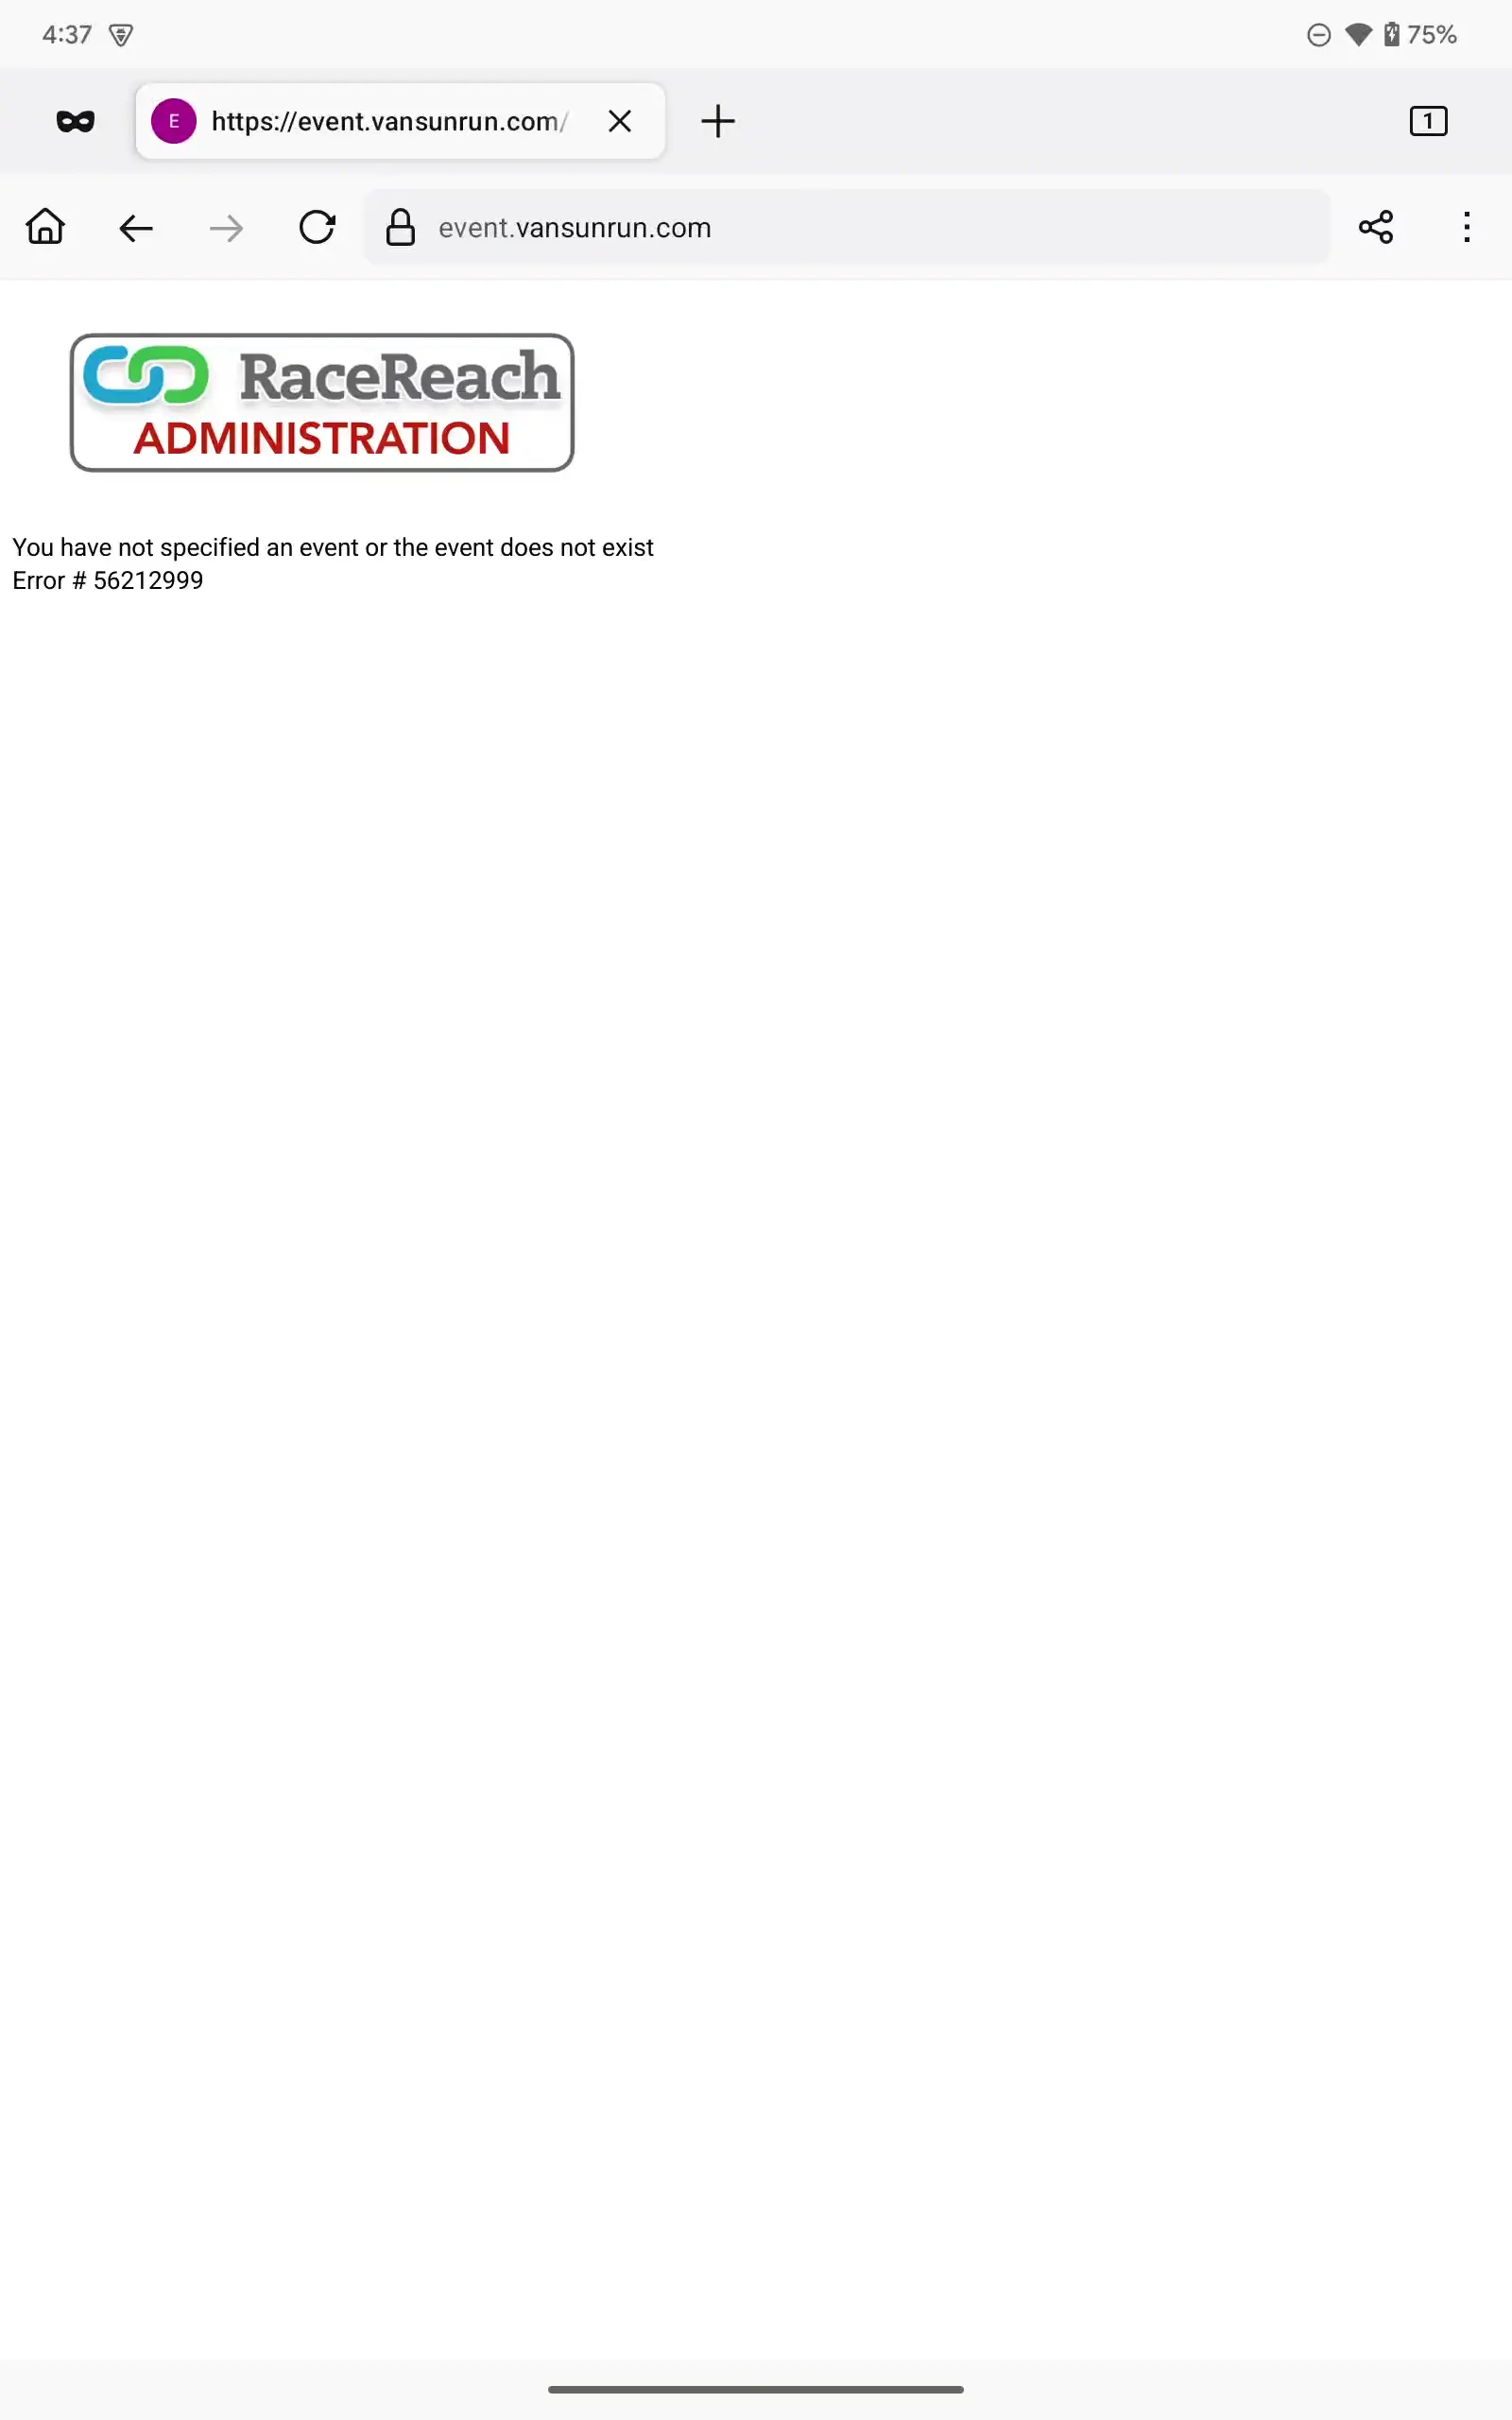 4:37
75%
E https://event.vansunrun.com/
1
event.vansunrun.com
RaceReach
ADMINISTRATION
You have not specified an event or the event does not exist
Error # 56212999